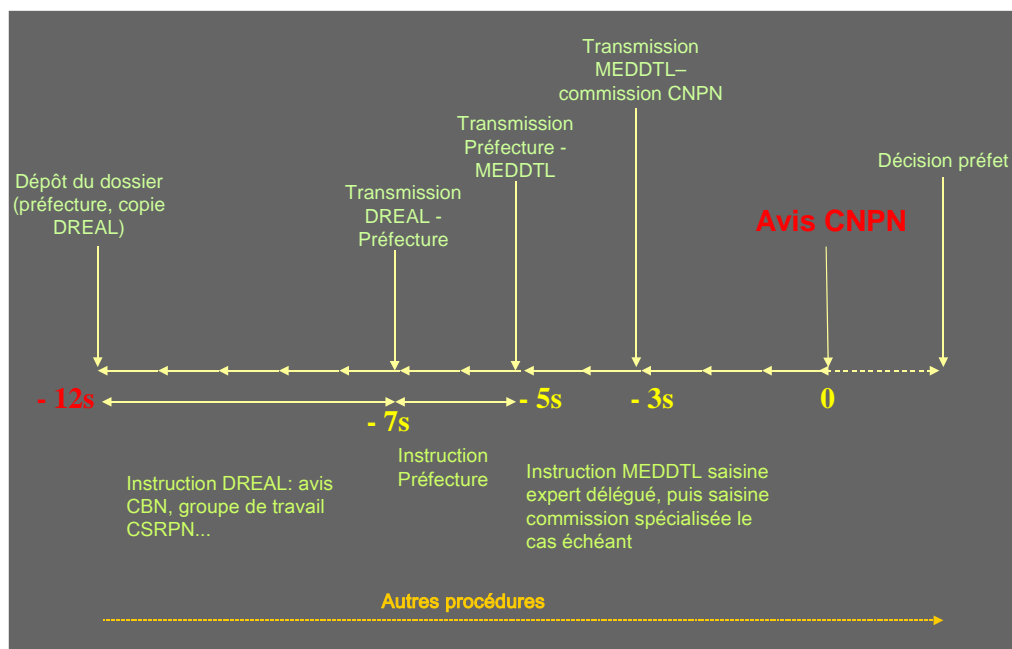 Transmission
MEDDTL–
commission CNPN
Transmission
Préfecture -
MEDDTL
Décision préfet
Dépôt du dossier
(préfecture, copie
DREAL)
Transmission
DREAL -
Préfecture
Avis CNPN
- 12s
- 7s
- 5s
- 3s
0
Instruction DREAL: avis
CBN, groupe de travail
CSRPN...
Instruction
Préfecture
Instruction MEDDTL saisine
expert délégué, puis saisine
commission spécialisée le
cas échéant
Autres procédures